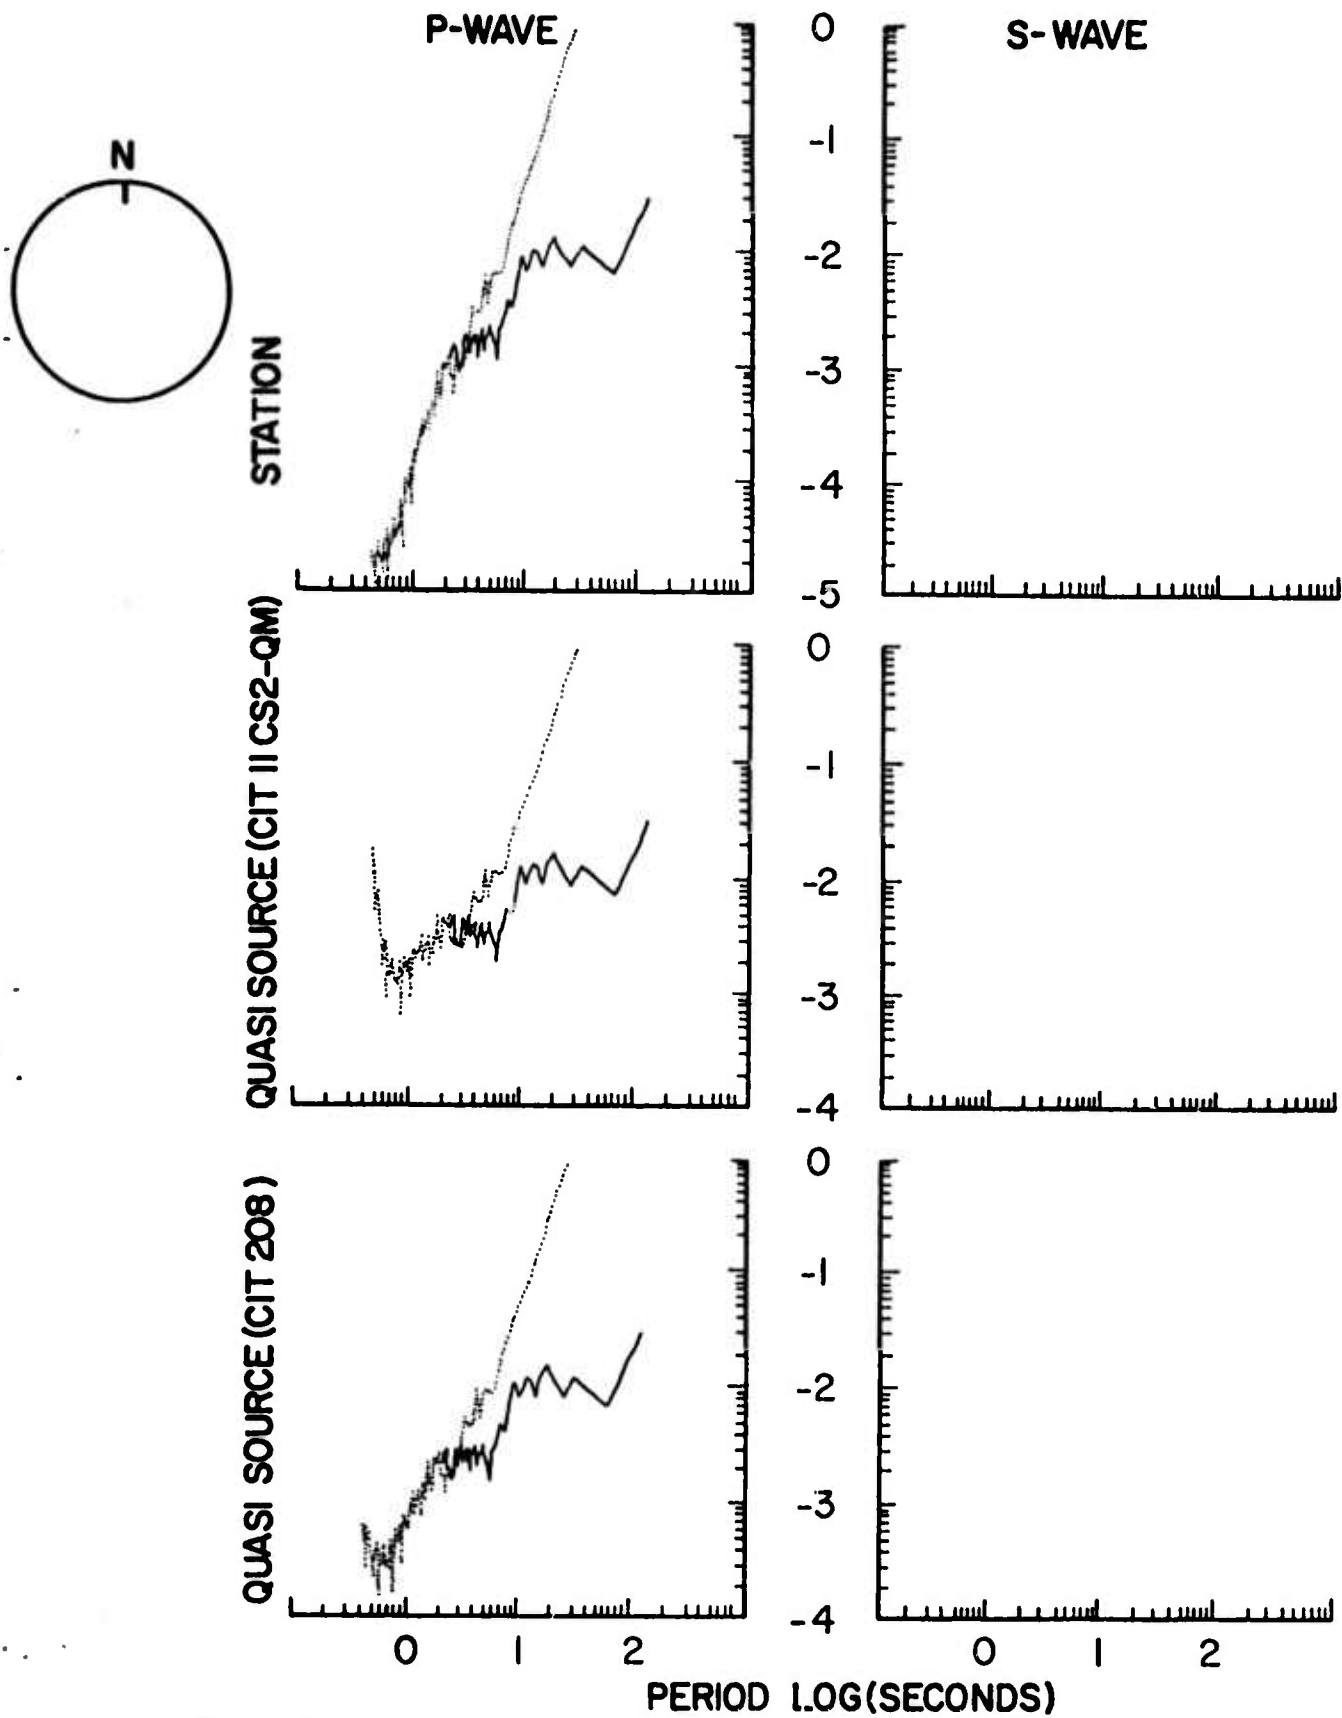 P-WAVE
S-WAVE
N
STATION
0
-1
-2
-3
-4
-5
QUASI SOURCE (CIT 11 CS2-QM)
0
-1
-2
-3
-4
QUASI SOURCE (CIT 208)
0
-1
-2
-3
-4
0 1 2
0 1 2
PERIOD LOG (SECONDS)